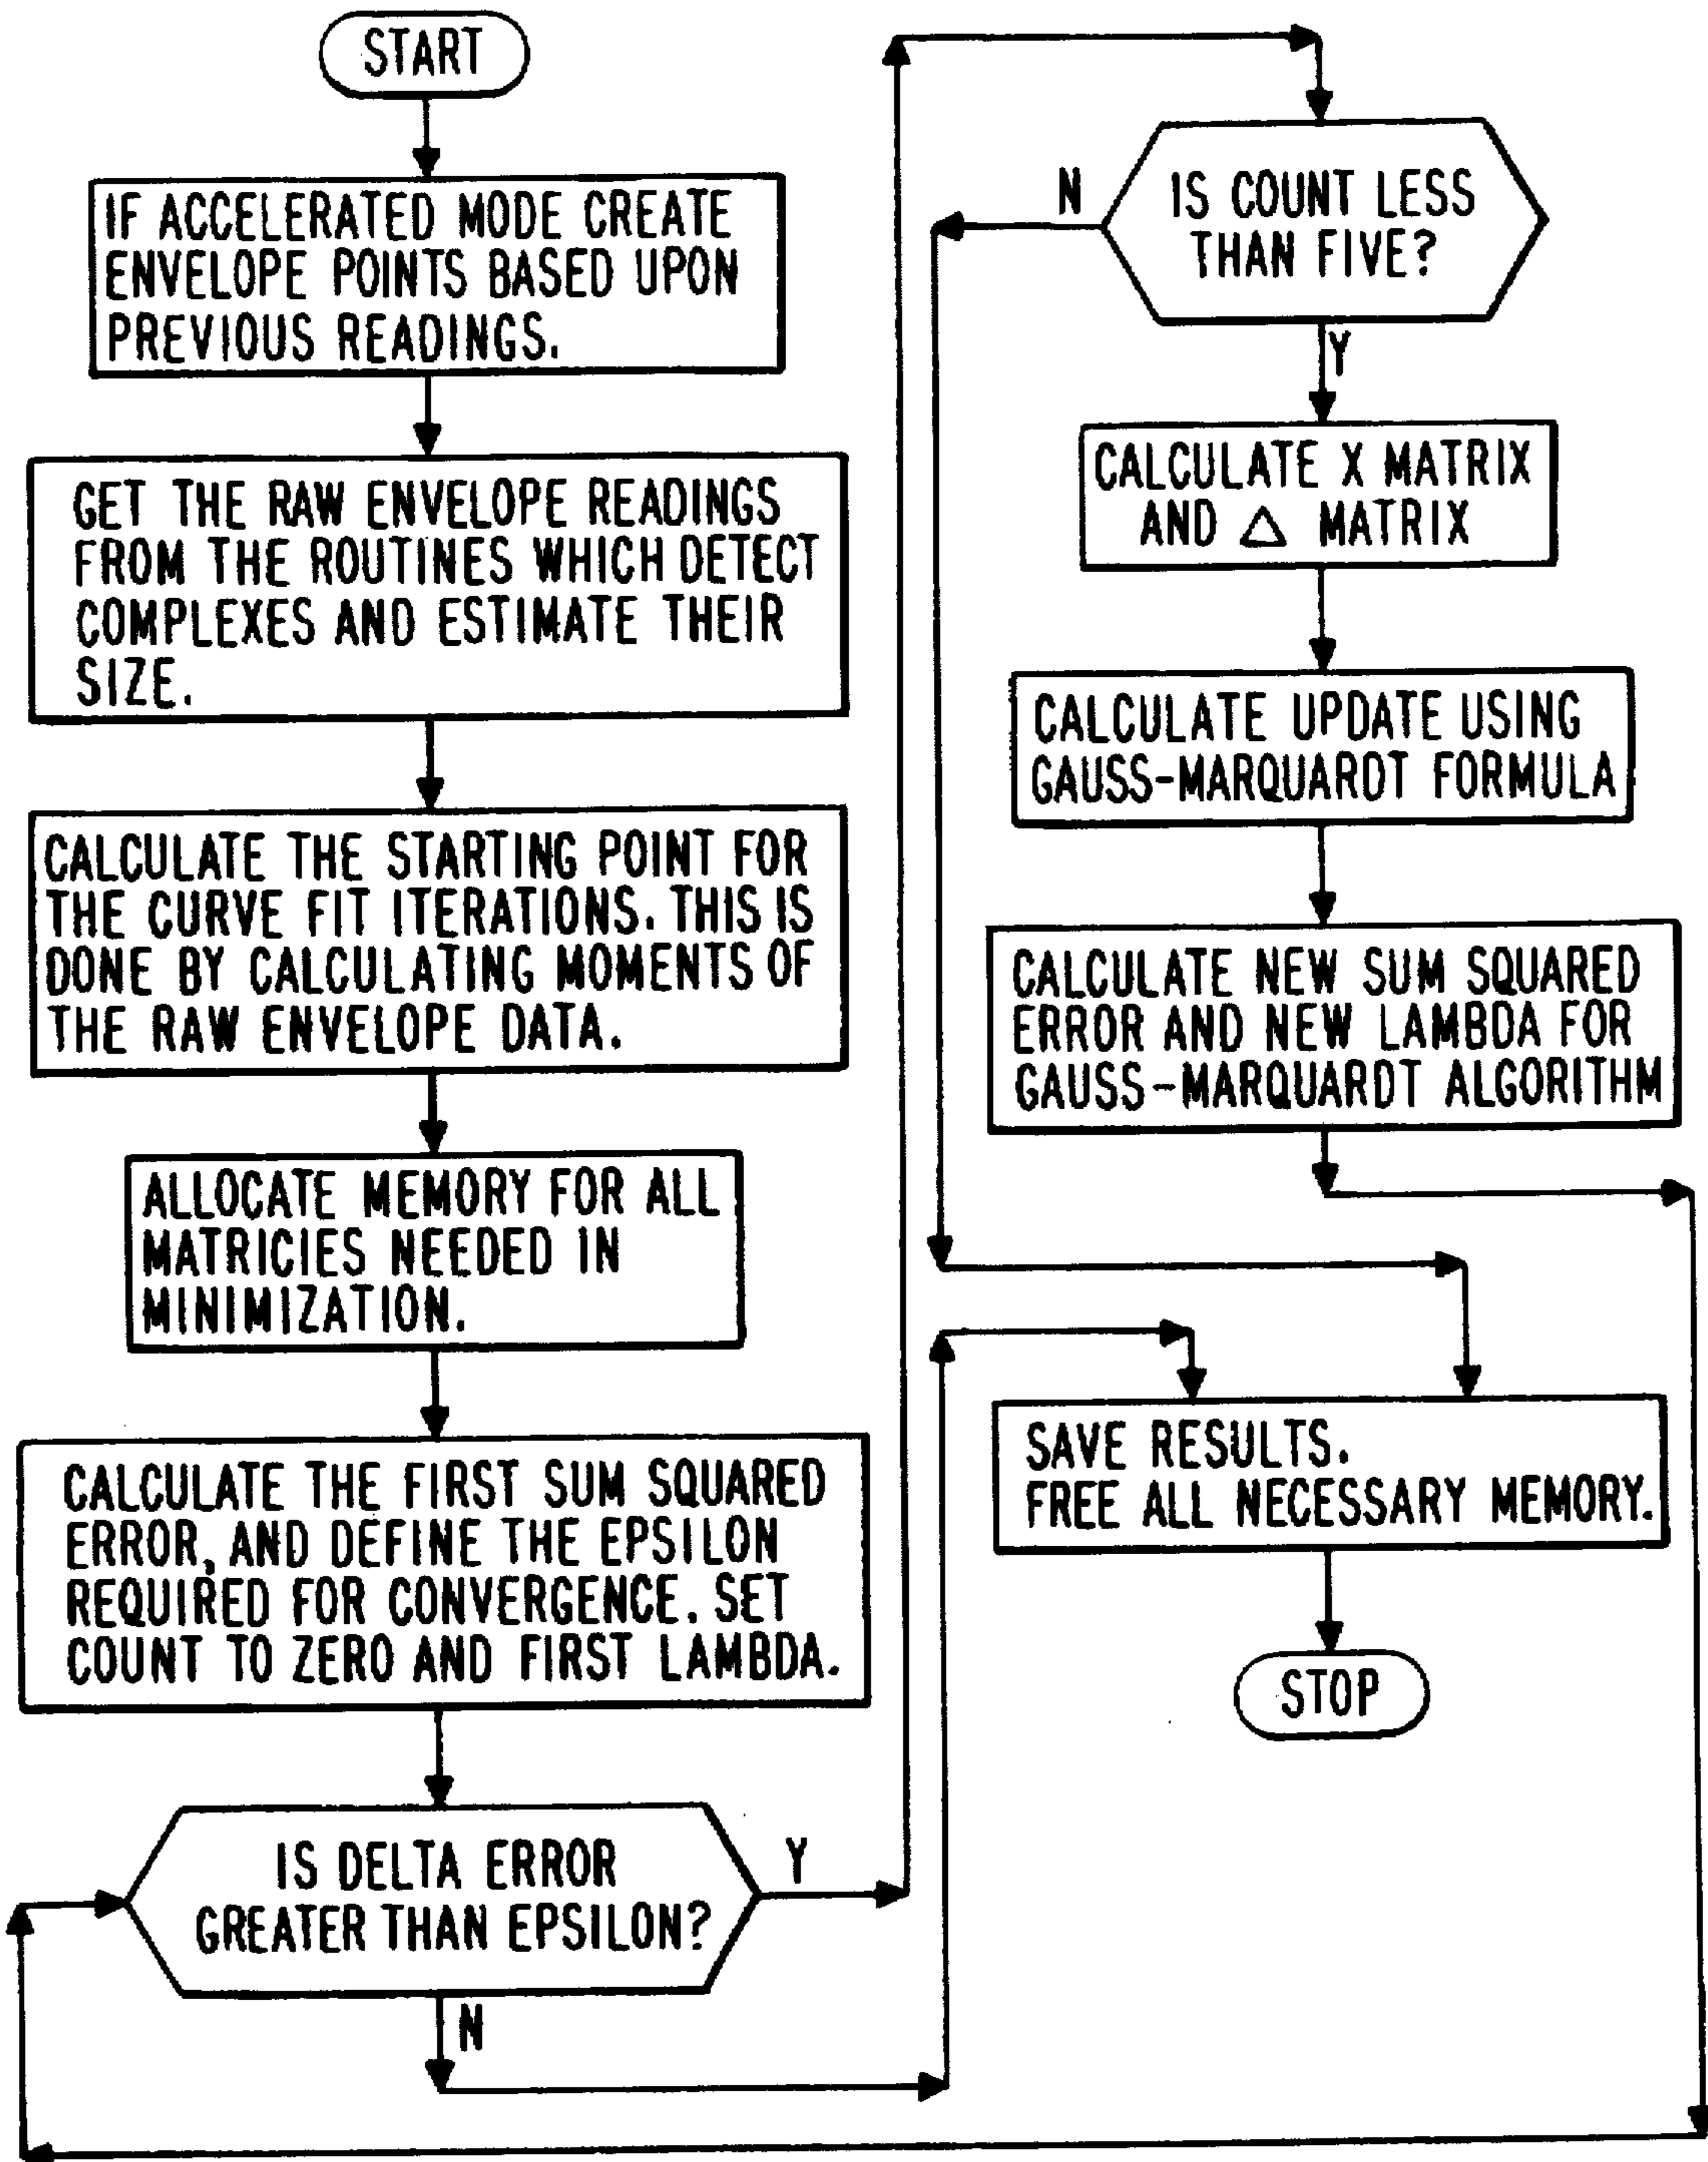 START
IF ACCELERATED MODE CREATE
ENVELOPE POINTS BASED UPON
PREVIOUS READINGS.
GET THE RAW ENVELOPE READINGS
FROM THE ROUTINES WHICH DETECT
COMPLEXES AND ESTIMATE THEIR
SIZE.
CALCULATE THE STARTING POINT FOR
THE CURVE FIT ITERATIONS. THIS IS
DONE BY CALCULATING MOMENTS OF
THE RAW ENVELOPE DATA.
ALLOCATE MEMORY FOR ALL
MATRICIES NEEDED IN
MINIMIZATION.
CALCULATE THE FIRST SUM SQUARED
ERROR, AND DEFINE THE EPSILON
REQUIRED FOR CONVERGENCE. SET
COUNT TO ZERO AND FIRST LAMBDA.
IS DELTA ERROR
GREATER THAN EPSILON?
Y
N
IS COUNT LESS
THAN FIVE?
N
Y
CALCULATE X MATRIX
AND △ MATRIX
CALCULATE UPDATE USING
GAUSS-MARQUARDT FORMULA
CALCULATE NEW SUM SQUARED
ERROR AND NEW LAMBDA FOR
GAUSS-MARQUARDT ALGORITHM
SAVE RESULTS.
FREE ALL NECESSARY MEMORY.
STOP